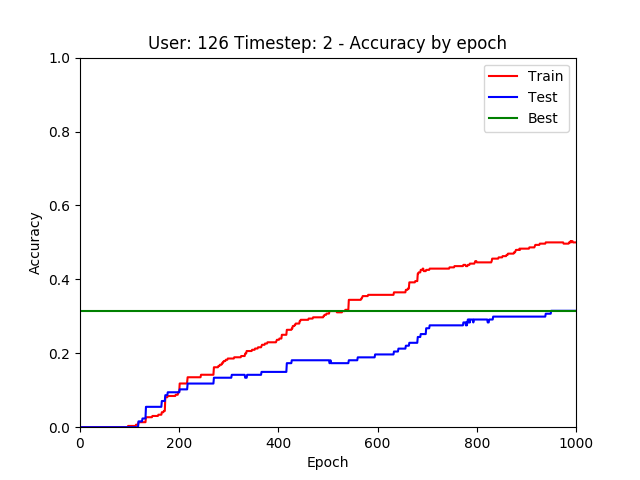 User: 126 Timestep: 2 - Accuracy by epoch
1.0
0.8
0.6
0.4
0.2
0.0
Accuracy
Train
Test
Best
0 200 400 600 800 1000
Epoch